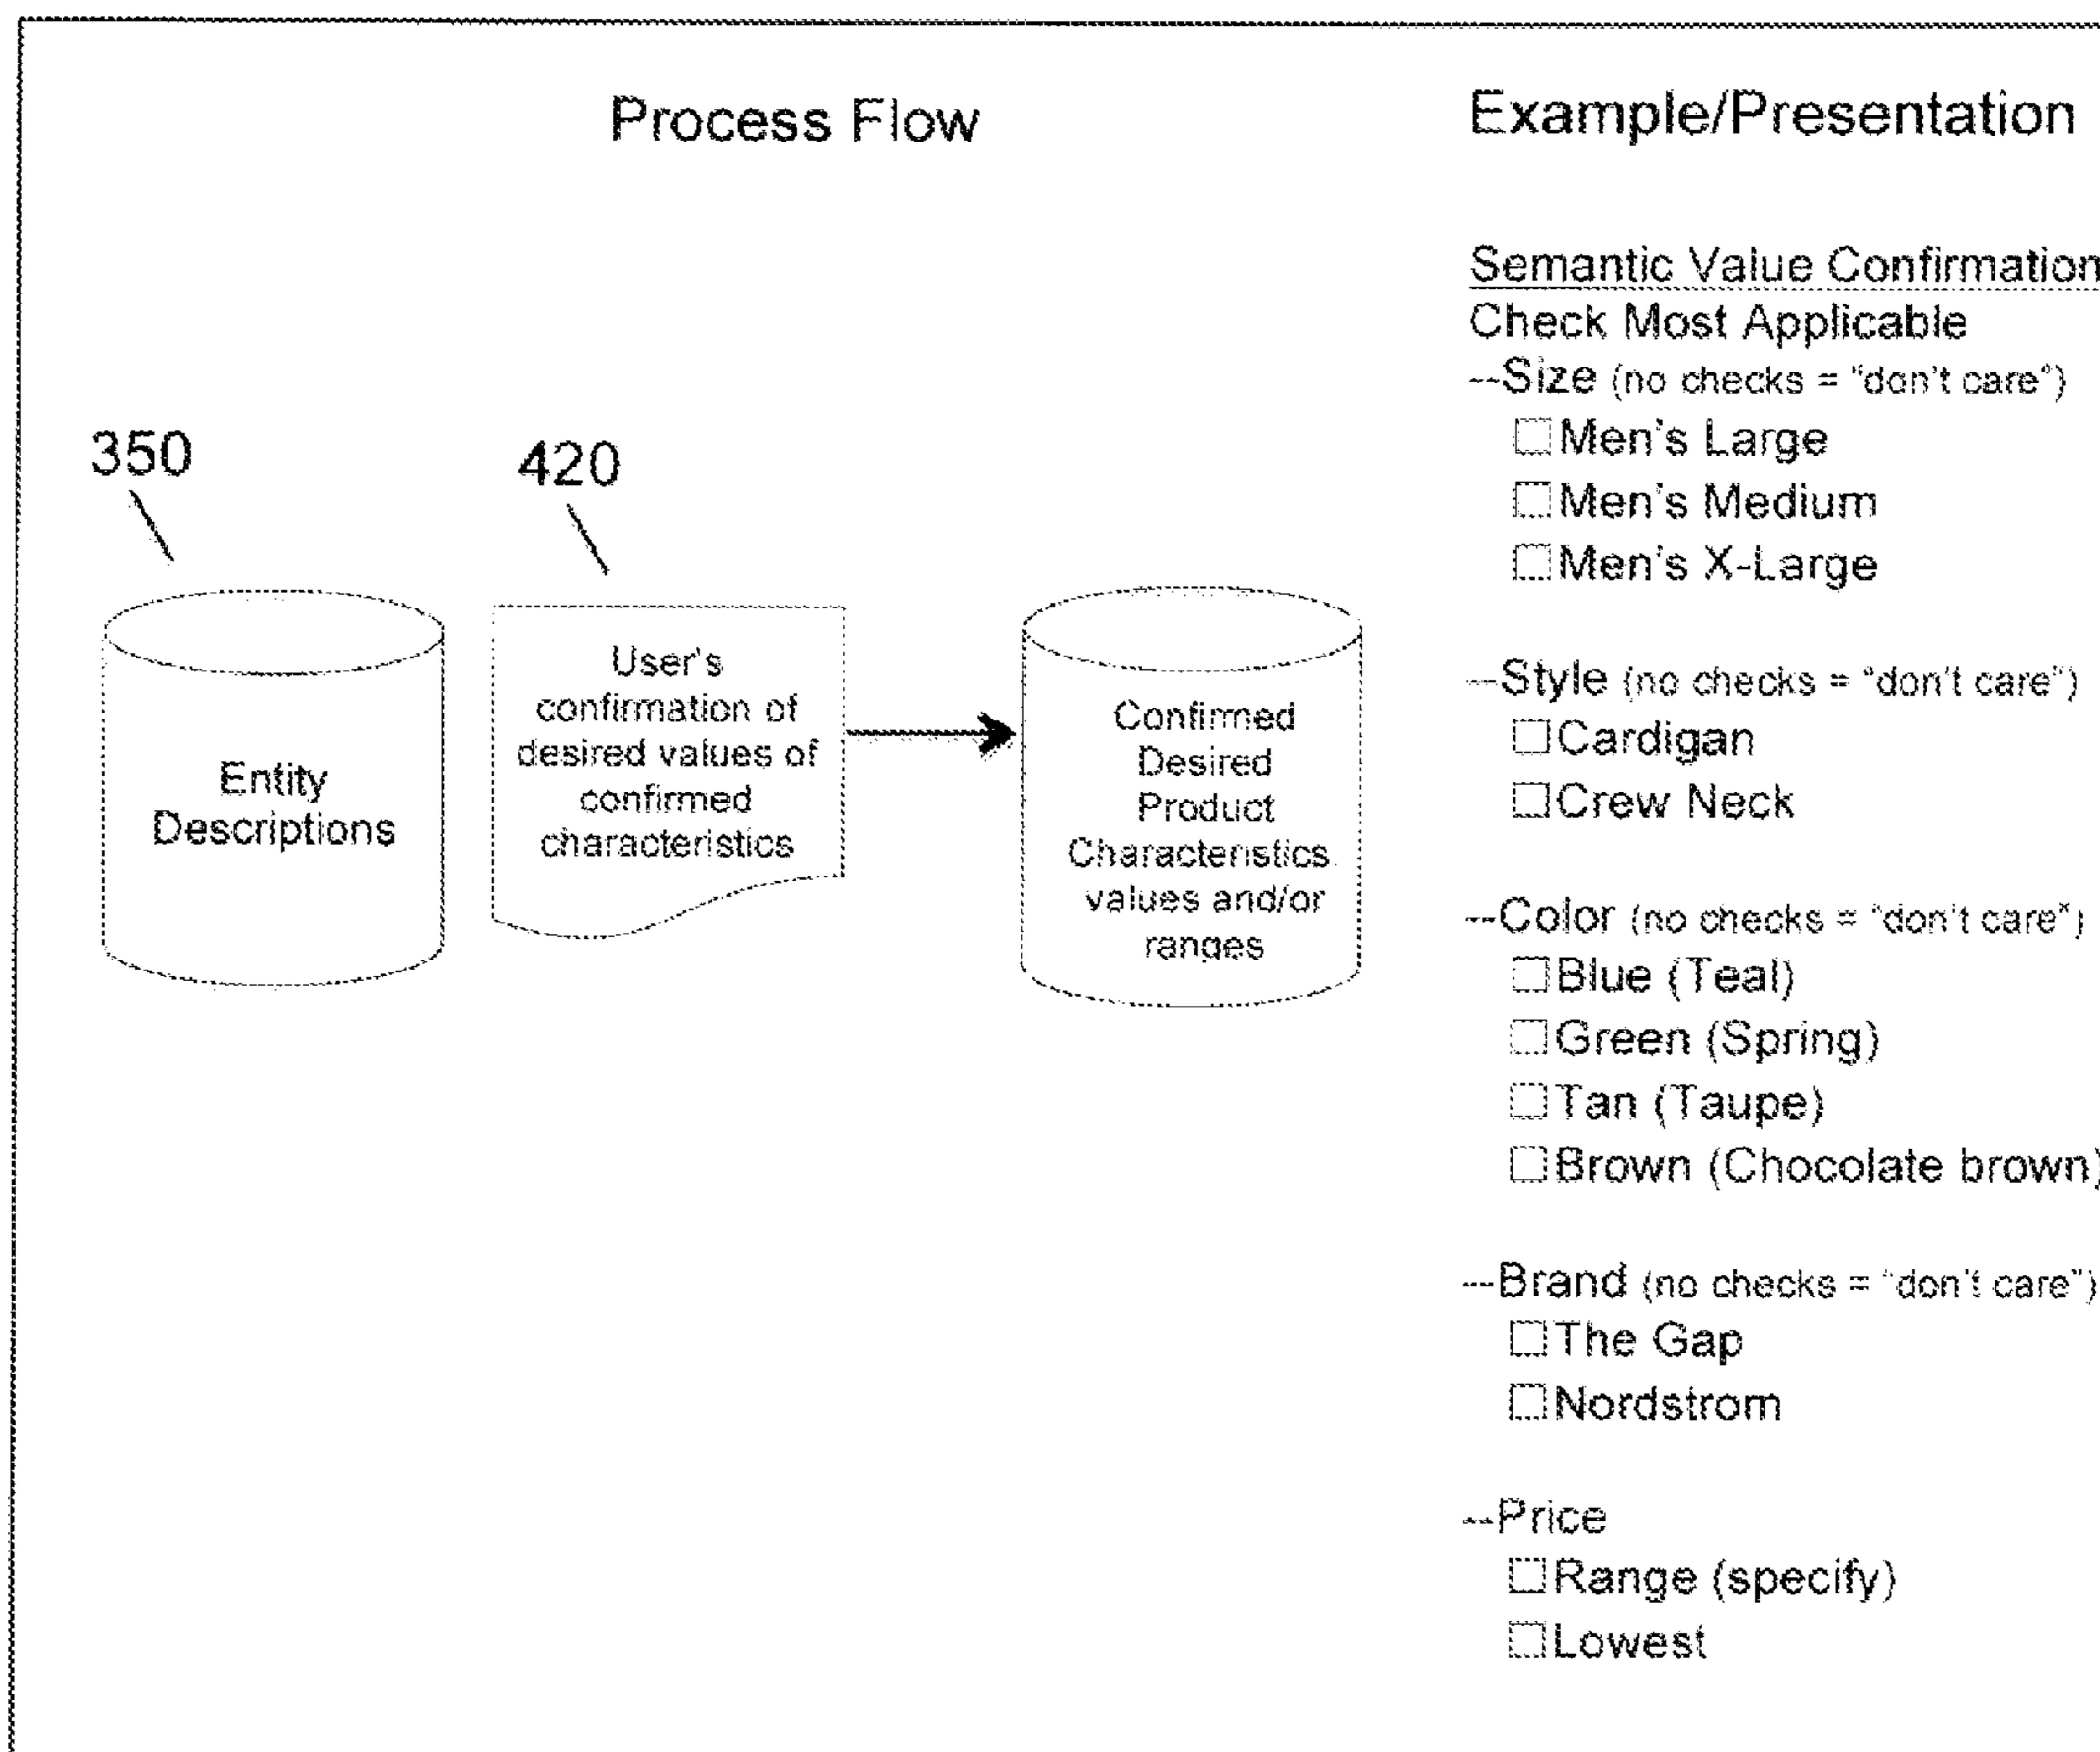 Process Flow
Example/Presentation
350
420
Entity
Descriptions
User's
confirmation of
desired values of
confirmed
characteristics
Confirmed
Desired
Product
Characteristics
values and/or
ranges
Semantic Value Confirmation
Check Most Applicable
--Size (no checks = "don't care")
Men's Large
Men's Medium
Men's X-Large
--Style (no checks = "don't care")
Cardigan
Crew Neck
--Color (no checks = "don't care")
Blue (Teal)
Green (Spring)
Tan (Taupe)
Brown (Chocolate brown)
--Brand (no checks = "don't care")
The Gap
Nordstrom
--Price
Range (specify)
Lowest